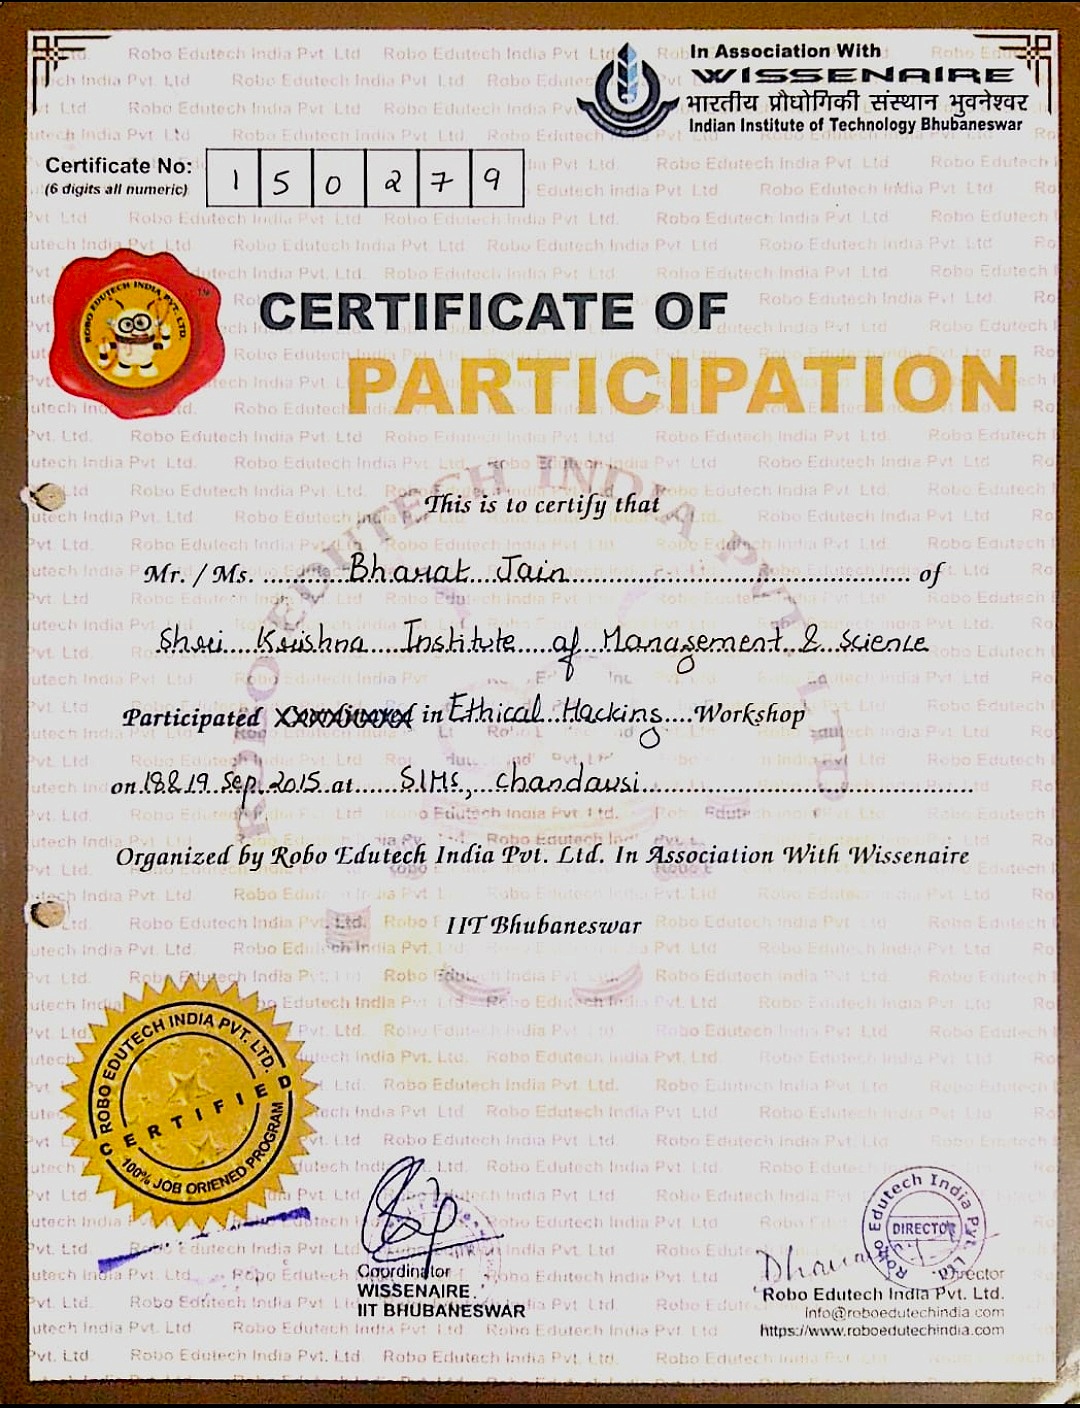 In Association With
WISSENAIRE
भारतीय प्रौघोगिकी संस्थान भुवनेश्वर
Indian Institute of Technology Bhubaneswar
Certificate No: 1 5 0 2 7 9
(6 digits all numeric)
ROBO EDUTECH INDIA PVT. LTD.
CERTIFICATE OF
PARTICIPATION
ROBO EDUTECH INDIA PVT. LTD
This is to certify that
Mr. / Ms. Bharat Jain of
Shri Krishna Institute of Management & Science
Participated in Ethical Hacking Workshop
on 18 & 19 Sep. 2015 at SIMS, Chandausi
Organized by Robo Edutech India Pvt. Ltd. In Association With Wissenaire
IIT Bhubaneswar
ROBO EDUTECH INDIA PVT. LTD.
CERTIFIED
100% JOB ORIENED PROGRAM
Coordinator
WISSENAIRE
IIT BHUBANESWAR
Robo Edutech India Pvt. Ltd.
DIRECTOR
Director
Robo Edutech India Pvt. Ltd.
info@roboedutechindia.com
https://www.roboedutechindia.com